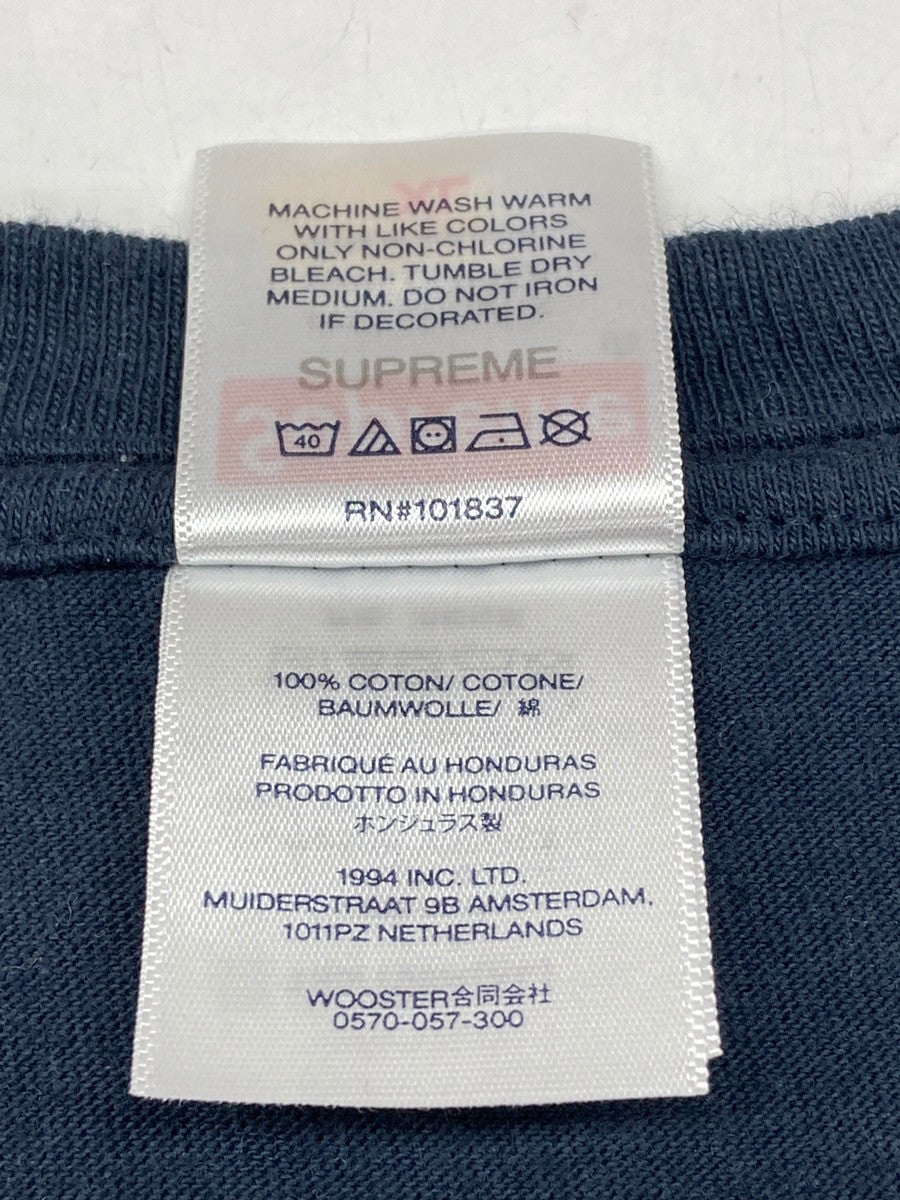 MACHINE WASH WARM
WITH LIKE COLORS
ONLY NON-CHLORINE
BLEACH. TUMBLE DRY
MEDIUM. DO NOT IRON
IF DECORATED.
SUPREME
40
RN#101837
100% COTON/ COTONE/
BAUMWOLLE/ 綿
FABRIQUÉ AU HONDURAS
PRODOTTO IN HONDURAS
ホンジュラス製
1994 INC. LTD.
MUIDERSTRAAT 9B AMSTERDAM,
1011PZ NETHERLANDS
WOOSTER合同会社
0570-057-300